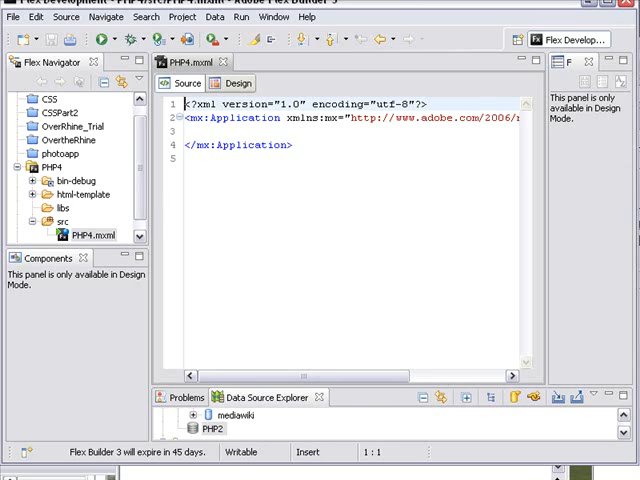 Flex Development - PHP4/src/PHP4.mxml - Adobe Flex Builder 3
File Edit Source Navigate Search Project Data Run Window Help
Flex Develop...
Flex Navigator
CSS
CSSPart2
OverRhine_Trial
OvertheRhine
photoapp
PHP4
bin-debug
html-template
libs
src
PHP4.mxml
Components
This panel is only available in Design
Mode.
PHP4.mxml
Source Design
1 <?xml version="1.0" encoding="utf-8"?>
2 <mx:Application xmlns:mx="http://www.adobe.com/2006/
3
4 </mx:Application>
5
F
This panel is only
available in Design
Mode.
Problems Data Source Explorer
mediawiki
PHP2
Flex Builder 3 will expire in 45 days. Writable Insert 1 : 1